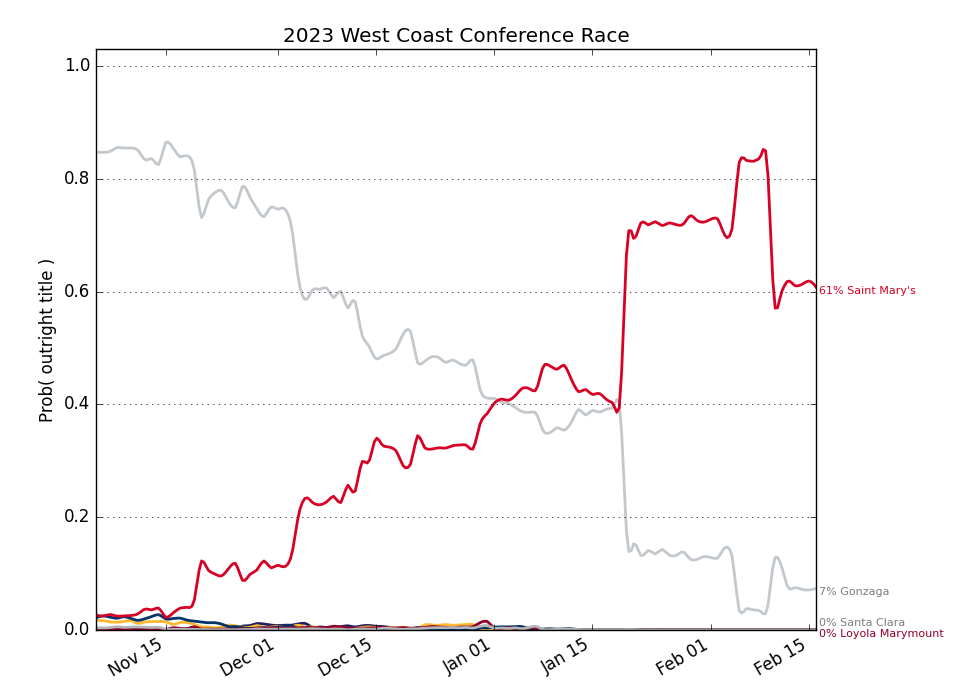 2023 West Coast Conference Race
Prob( outright title )
1.0
0.8
0.6
0.4
0.2
0.0
Nov 15
Dec 01
Dec 15
Jan 01
Jan 15
Feb 01
Feb 15
61% Saint Mary's
7% Gonzaga
0% Santa Clara
0% Loyola Marymount